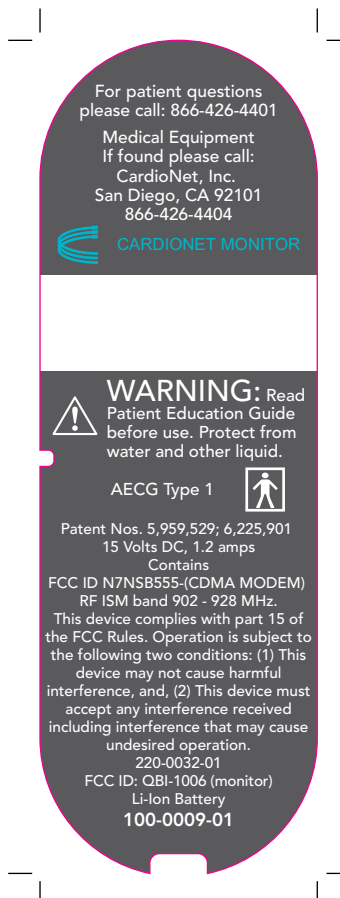 For patient questions
please call: 866-426-4401
Medical Equipment
If found please call:
CardioNet, Inc.
San Diego, CA 92101
866-426-4404
CARDIONET MONITOR
WARNING: Read
Patient Education Guide
before use. Protect from
water and other liquid.
AECG Type 1
Patent Nos. 5,959,529; 6,225,901
15 Volts DC, 1.2 amps
Contains
FCC ID N7NSB555-(CDMA MODEM)
RF ISM band 902 - 928 MHz.
This device complies with part 15 of
the FCC Rules. Operation is subject to
the following two conditions: (1) This
device may not cause harmful
interference, and, (2) This device must
accept any interference received
including interference that may cause
undesired operation.
220-0032-01
FCC ID: QBI-1006 (monitor)
Li-Ion Battery
100-0009-01